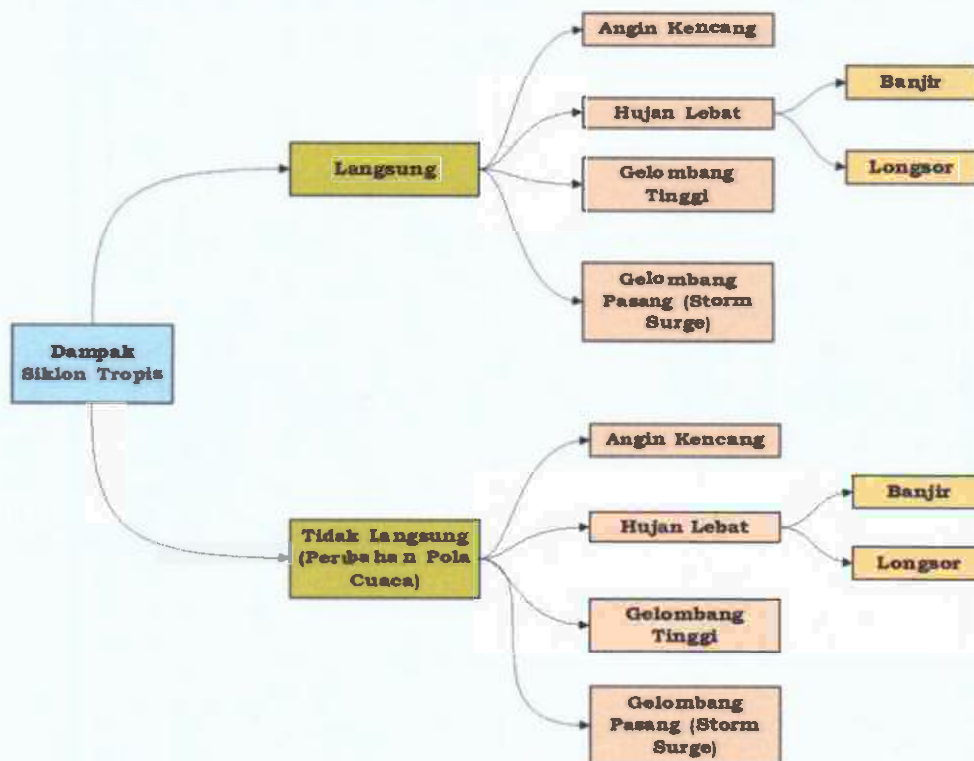 Angin Kencang
Banjir
Hujan Lebat
Langsung
Longsor
Gelombang
Tinggi
Gelombang
Pasang (Storm
Surge)
Dampak
Siklon Tropis
Angin Kencang
Banjir
Hujan Lebat
Tidak Langsung
(Perubahan Pola
Cuaca)
Longsor
Gelombang
Tinggi
Gelombang
Pasang (Storm
Surge)